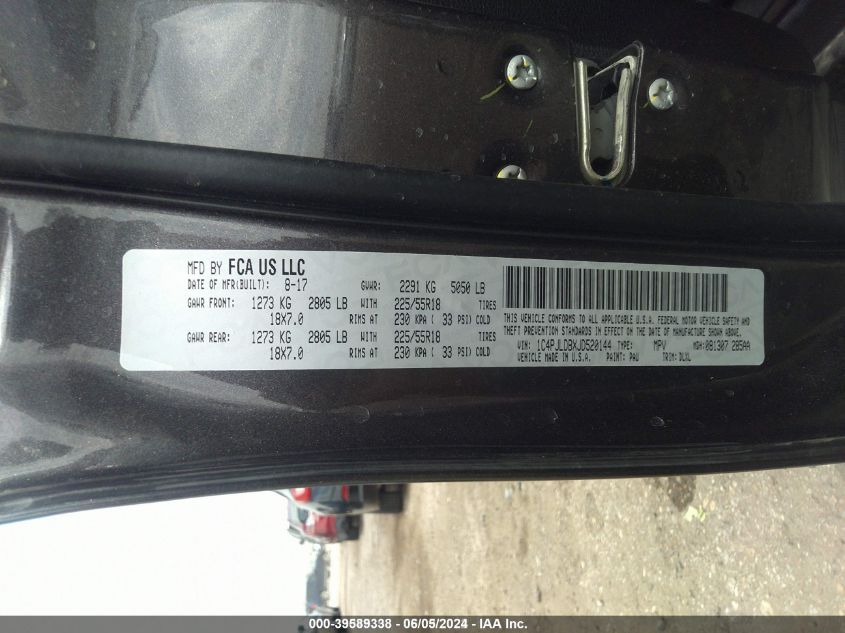 MFD BY FCA US LLC
DATE OF MFR(BUILT): 8-17 GVWR: 2291 KG 5050 LB
GAWR FRONT: 1273 KG 2805 LB WITH 225/55R18 TIRES
18X7.0 RIMS AT 230 KPA ( 33 PSI) COLD
GAWR REAR: 1273 KG 2805 LB WITH 225/55R18 TIRES
18X7.0 RIMS AT 230 KPA ( 33 PSI) COLD
THIS VEHICLE CONFORMS TO ALL APPLICABLE U.S.A. FEDERAL MOTOR VEHICLE SAFETY AND
THEFT PREVENTION STANDARDS IN EFFECT ON THE DATE OF MANUFACTURE SHOWN ABOVE.
VIN: 1C4PJLDBXJD520144 TYPE: MPV MDH:081307 285AA
VEHICLE MADE IN U.S.A. PAINT: PAU TRIM: DLXL
000-39589338 - 06/05/2024 - IAA Inc.